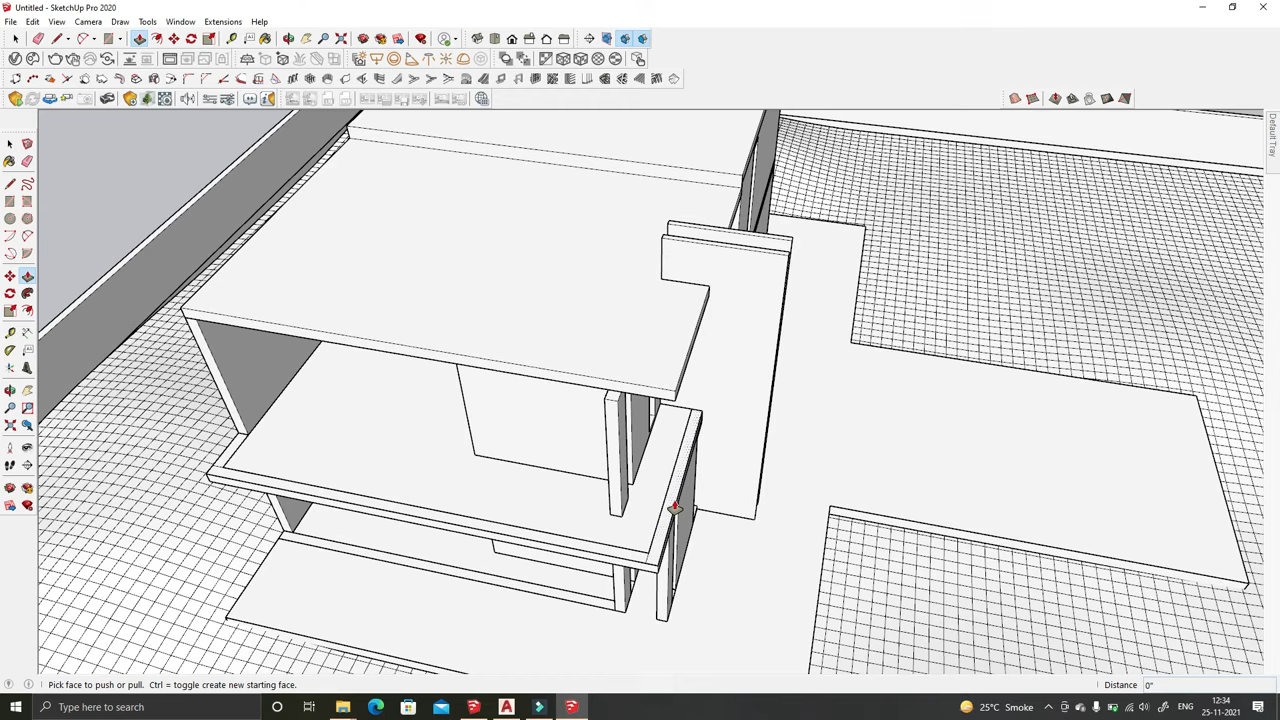 Untitled - SketchUp Pro 2020
File Edit View Camera Draw Tools Window Extensions Help
Default Tray
Pick face to push or pull. Ctrl = toggle create new starting face.
Distance 0"
Type here to search
25°C Smoke
ENG
12:34
25-11-2021